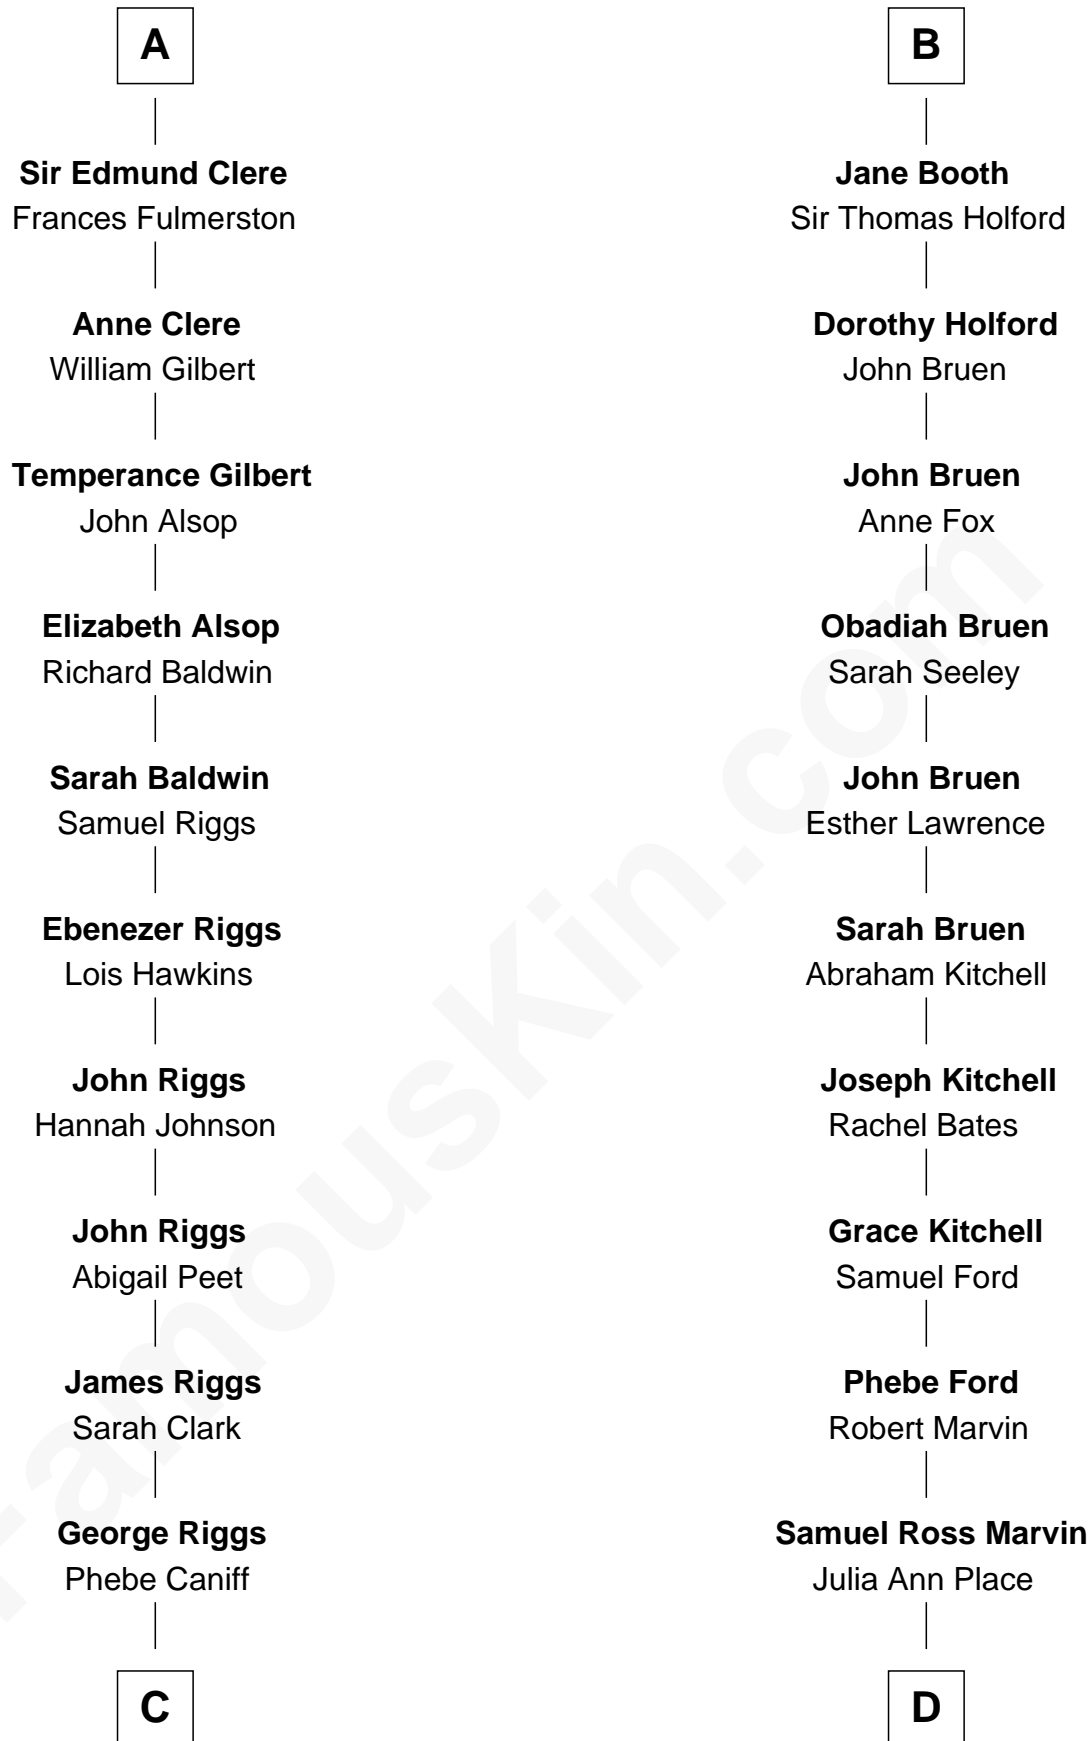 A
Sir Edmund Clere
Frances Fulmerston
Anne Clere
William Gilbert
Temperance Gilbert
John Alsop
Elizabeth Alsop
Richard Baldwin
Sarah Baldwin
Samuel Riggs
Ebenezer Riggs
Lois Hawkins
John Riggs
Hannah Johnson
John Riggs
Abigail Peet
James Riggs
Sarah Clark
George Riggs
Phebe Caniff
C
B
Jane Booth
Sir Thomas Holford
Dorothy Holford
John Bruen
John Bruen
Anne Fox
Obadiah Bruen
Sarah Seeley
John Bruen
Esther Lawrence
Sarah Bruen
Abraham Kitchell
Joseph Kitchell
Rachel Bates
Grace Kitchell
Samuel Ford
Phebe Ford
Robert Marvin
Samuel Ross Marvin
Julia Ann Place
D
FamousKin.com